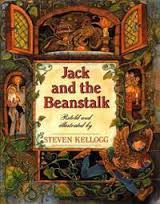 Jack
and the
Beanstalk
Retold and
illustrated by
STEVEN KELLOGG